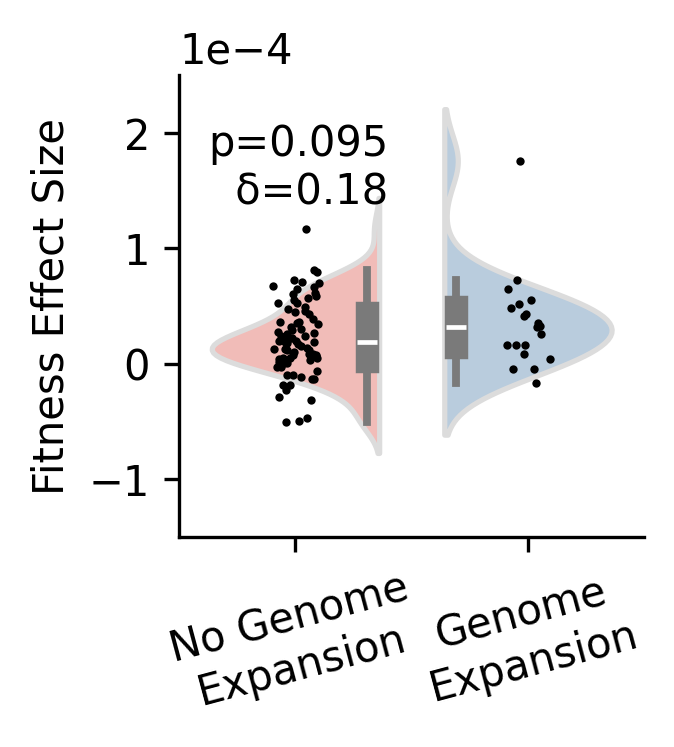 1e−4
Fitness Effect Size
2
1
0
−1
p=0.095
δ=0.18
No Genome
Expansion
Genome
Expansion